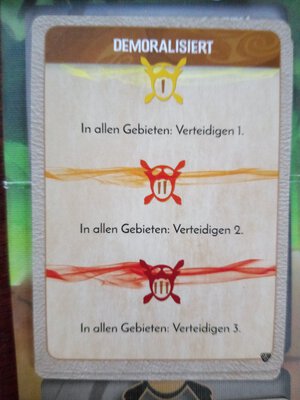 DEMORALISIERT
I
In allen Gebieten: Verteidigen 1.
II
In allen Gebieten: Verteidigen 2.
III
In allen Gebieten: Verteidigen 3.